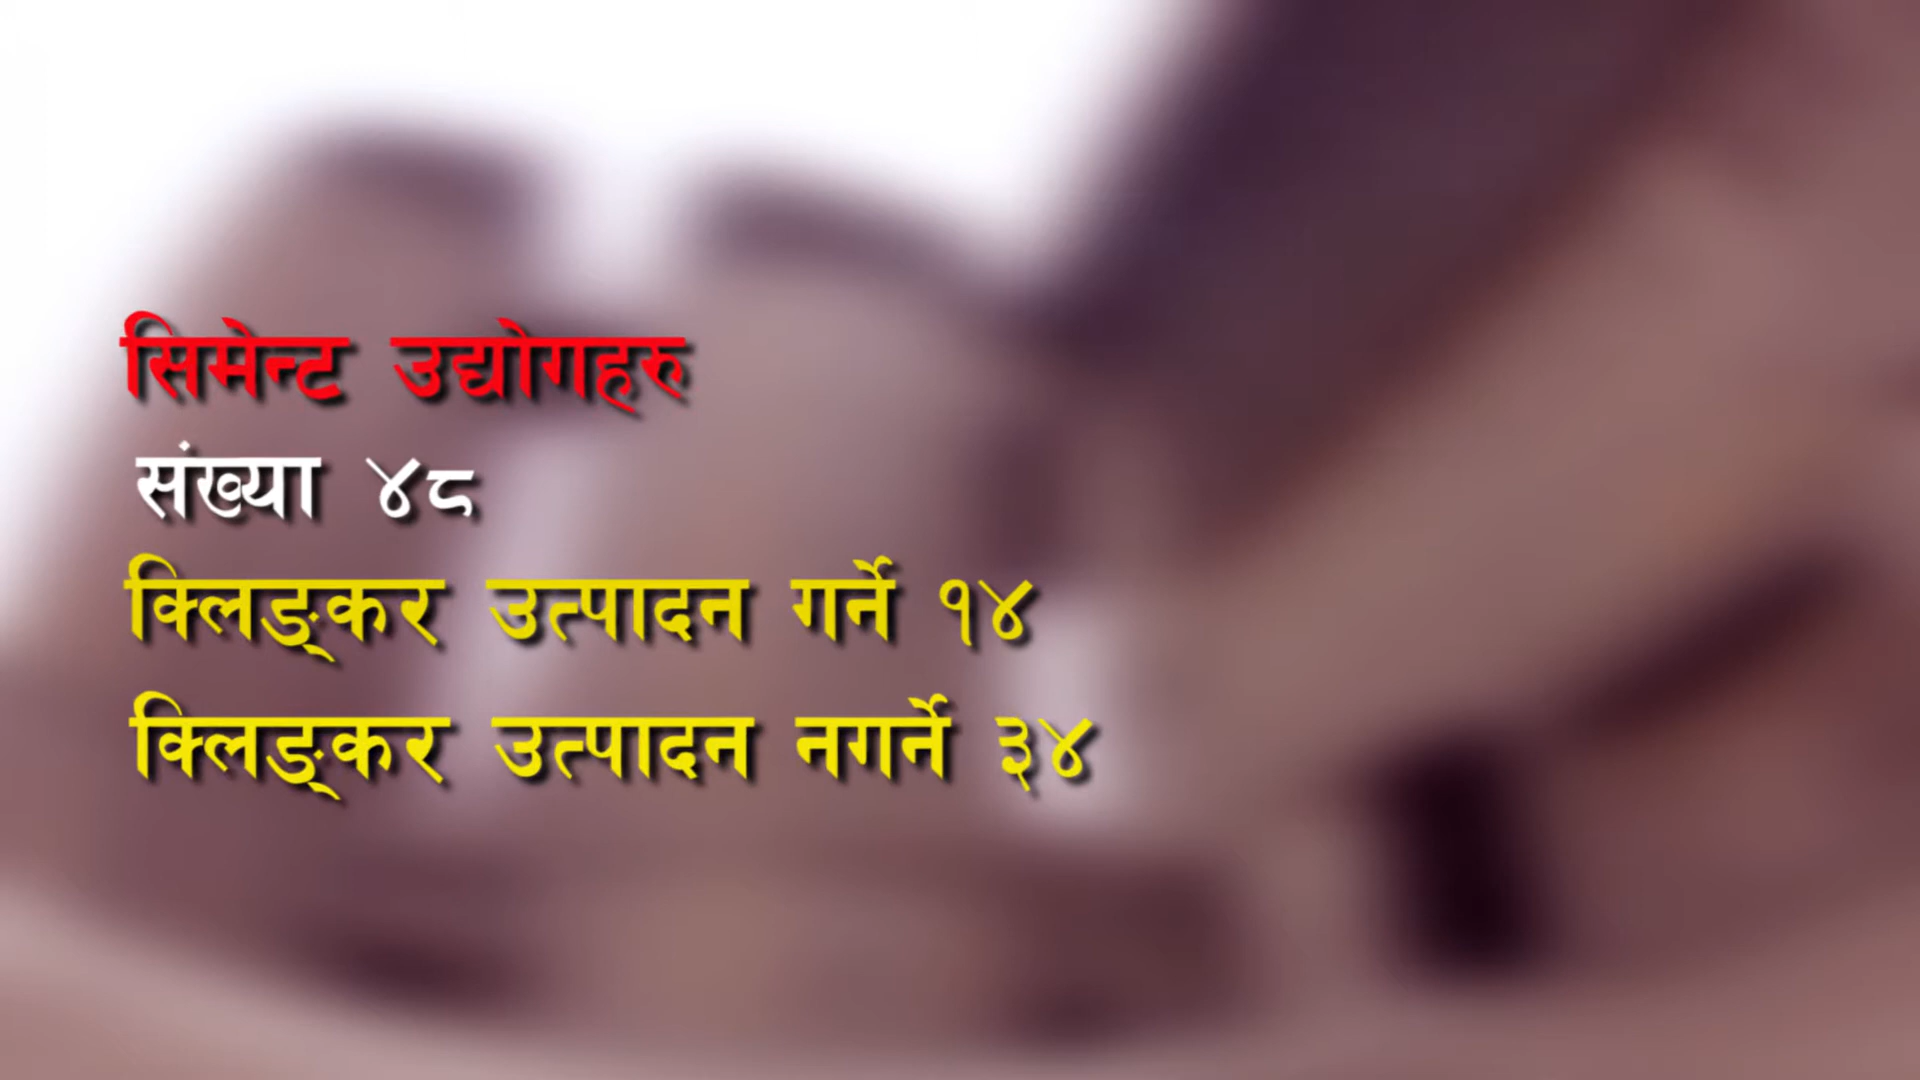 सिमेन्ट उद्योगहरु
संख्या ४८
क्लिङ्कर उत्पादन गर्ने १४
क्लिङ्कर उत्पादन नगर्ने ३४